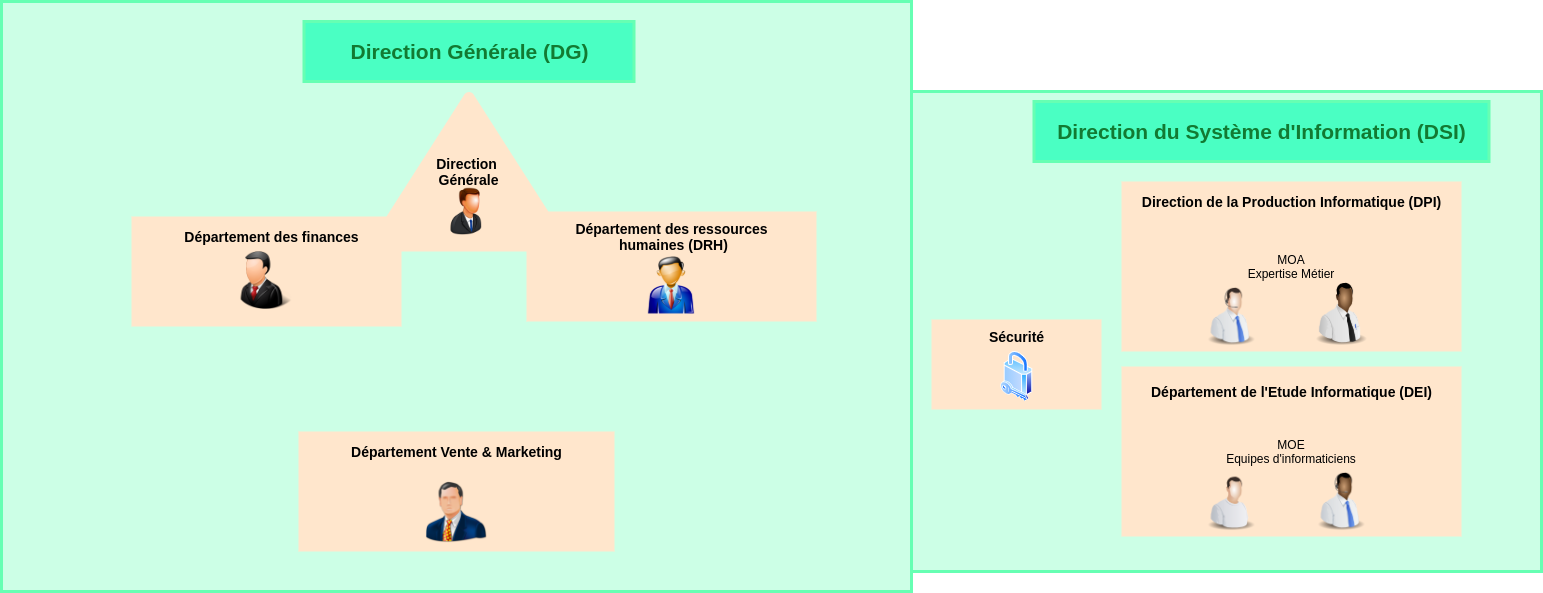 Direction Générale (DG)
Direction
Générale
Département des finances
Département des ressources
humaines (DRH)
Département Vente & Marketing
Direction du Système d'Information (DSI)
Direction de la Production Informatique (DPI)
MOA
Expertise Métier
Sécurité
Département de l'Etude Informatique (DEI)
MOE
Equipes d'informaticiens